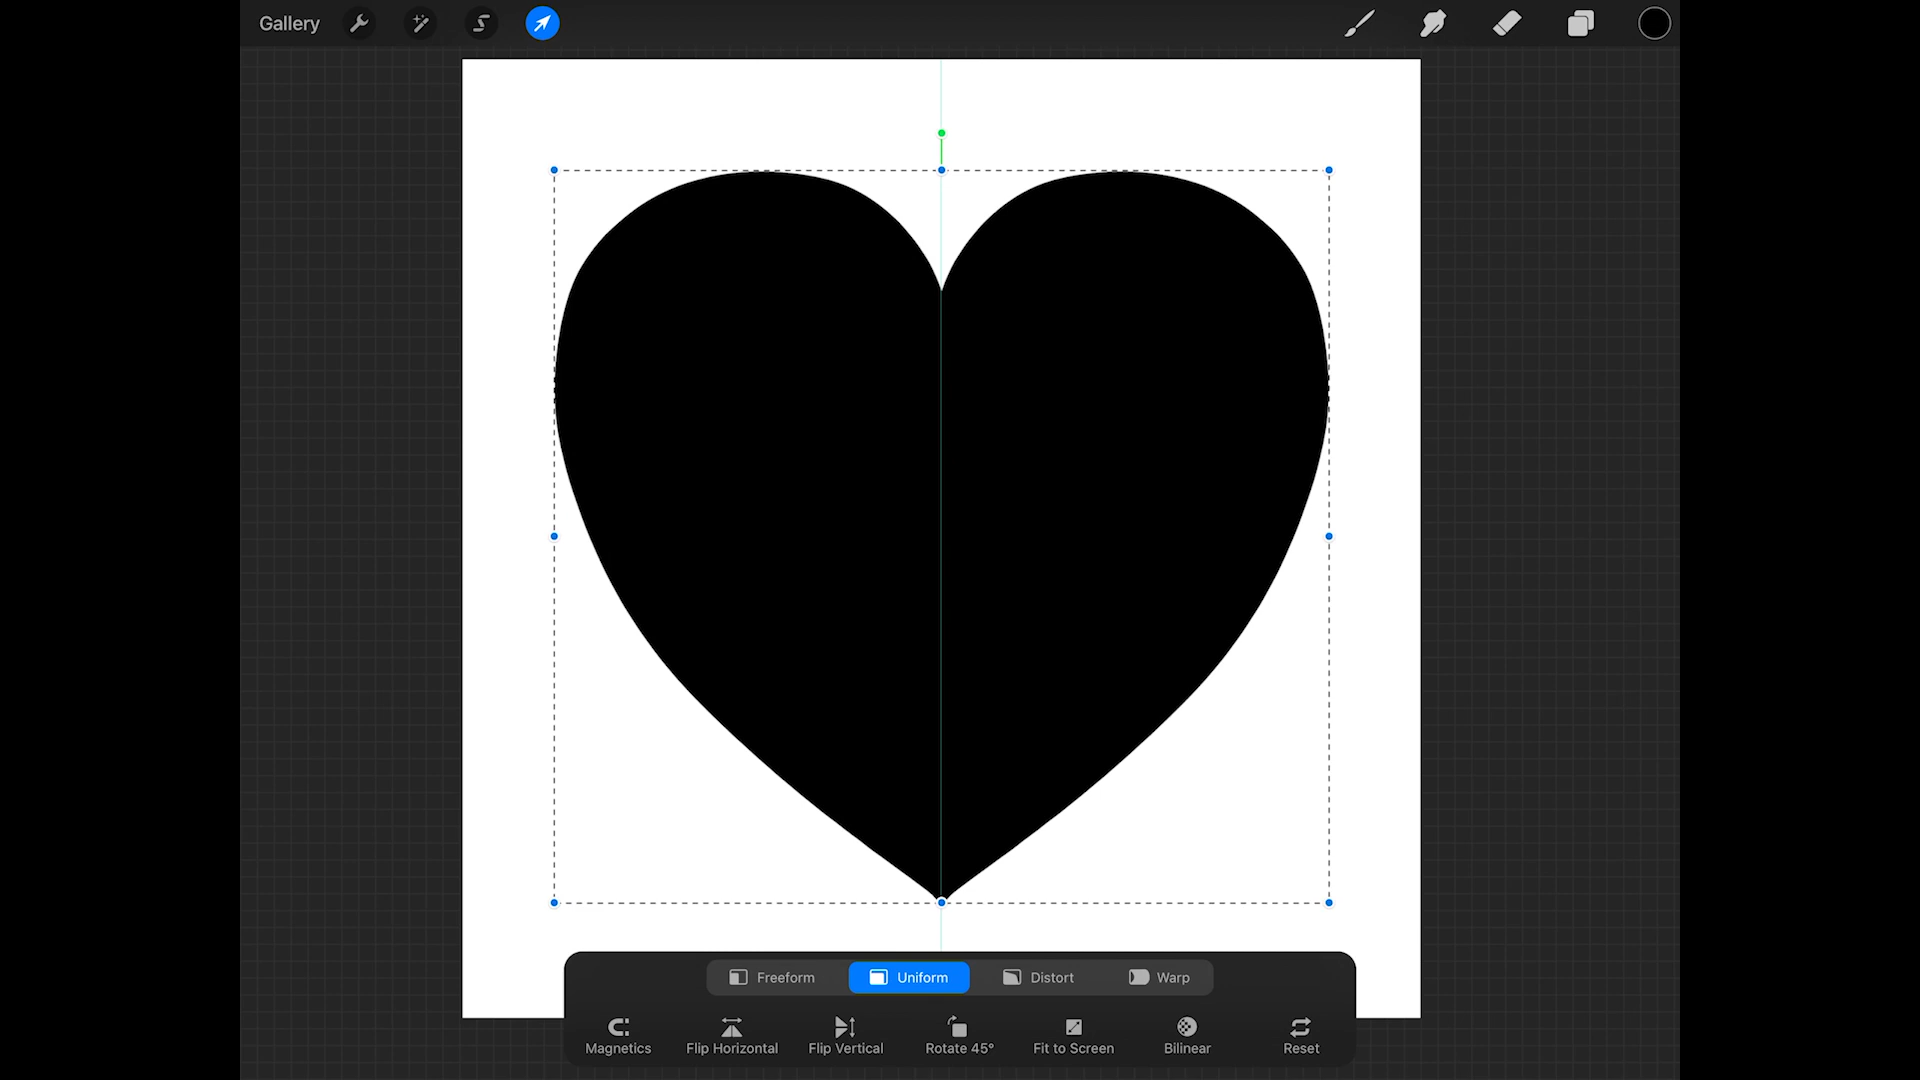 Gallery
Freeform Uniform Distort Warp
Magnetics Flip Horizontal Flip Vertical Rotate 45° Fit to Screen Bilinear Reset